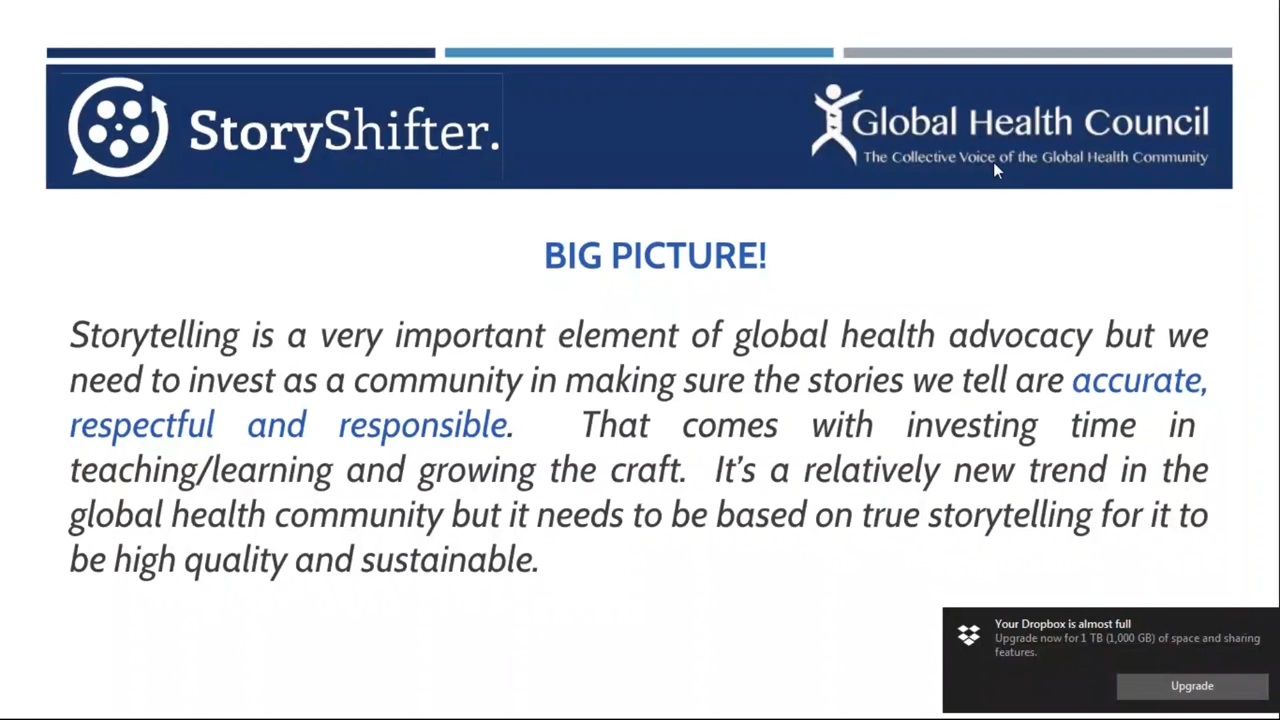 StoryShifter.
Global Health Council
The Collective Voice of the Global Health Community
BIG PICTURE!
Storytelling is a very important element of global health advocacy but we
need to invest as a community in making sure the stories we tell are accurate,
respectful and responsible. That comes with investing time in
teaching/learning and growing the craft. It's a relatively new trend in the
global health community but it needs to be based on true storytelling for it to
be high quality and sustainable.
Your Dropbox is almost full
Upgrade now for 1 TB (1,000 GB) of space and sharing
features.
Upgrade